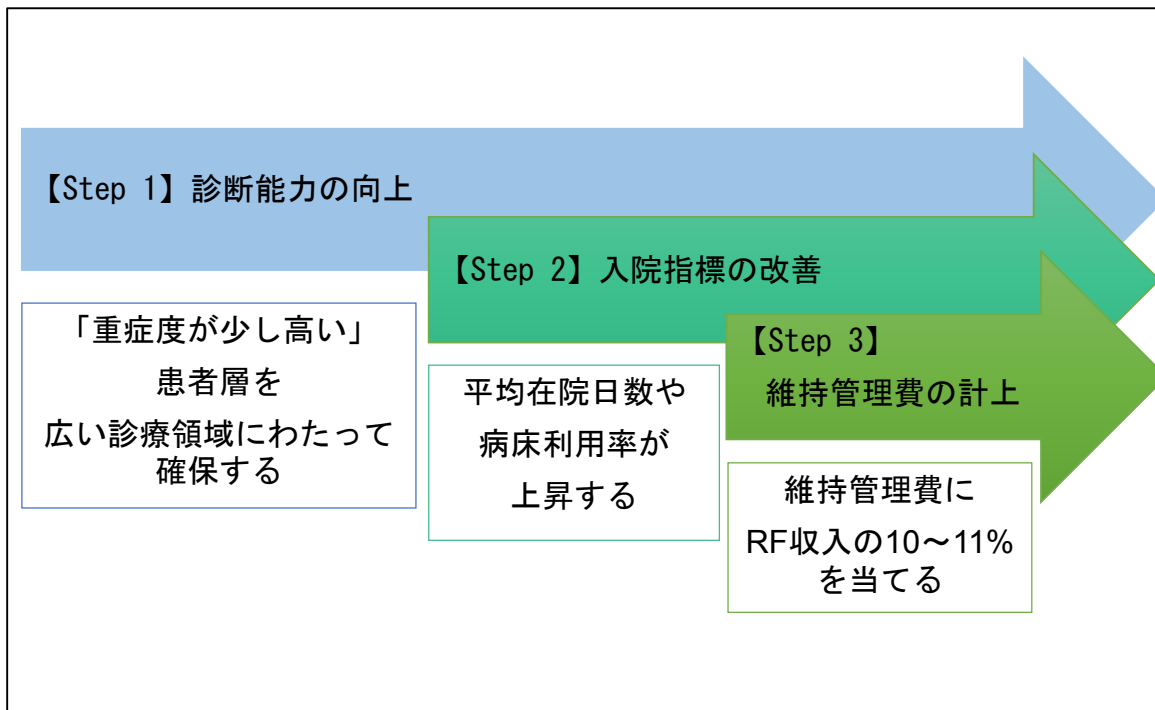 【Step 1】診断能力の向上
「重症度が少し高い」
患者層を
広い診療領域にわたって
確保する
【Step 2】入院指標の改善
平均在院日数や
病床利用率が
上昇する
【Step 3】
維持管理費の計上
維持管理費に
RF収入の10～11%
を当てる